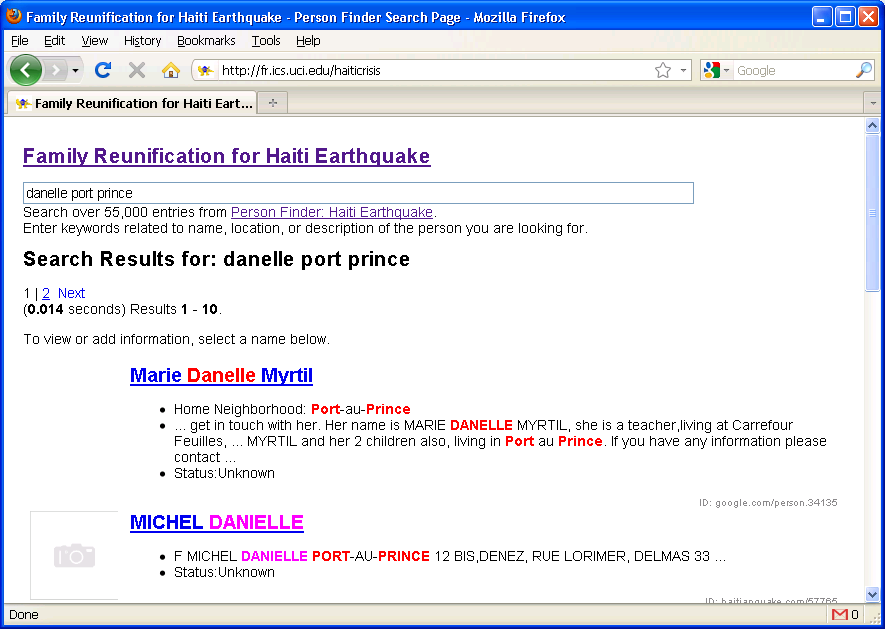 Family Reunification for Haiti Earthquake - Person Finder Search Page - Mozilla Firefox
File Edit View History Bookmarks Tools Help
http://fr.ics.uci.edu/haiticrisis Google
Family Reunification for Haiti Eart...
Family Reunification for Haiti Earthquake
danelle port prince
Search over 55,000 entries from Person Finder: Haiti Earthquake.
Enter keywords related to name, location, or description of the person you are looking for.
Search Results for: danelle port prince
1 | 2 Next
(0.014 seconds) Results 1 - 10.
To view or add information, select a name below.
Marie Danelle Myrtil
Home Neighborhood: Port-au-Prince
... get in touch with her. Her name is MARIE DANELLE MYRTIL, she is a teacher,living at Carrefour
Feuilles, ... MYRTIL and her 2 children also, living in Port au Prince. If you have any information please
contact ...
Status:Unknown
ID: google.com/person.34135
MICHEL DANIELLE
F MICHEL DANIELLE PORT-AU-PRINCE 12 BIS,DENEZ, RUE LORIMER, DELMAS 33 ...
Status:Unknown
ID: haitianquake.com/57765
Done 0